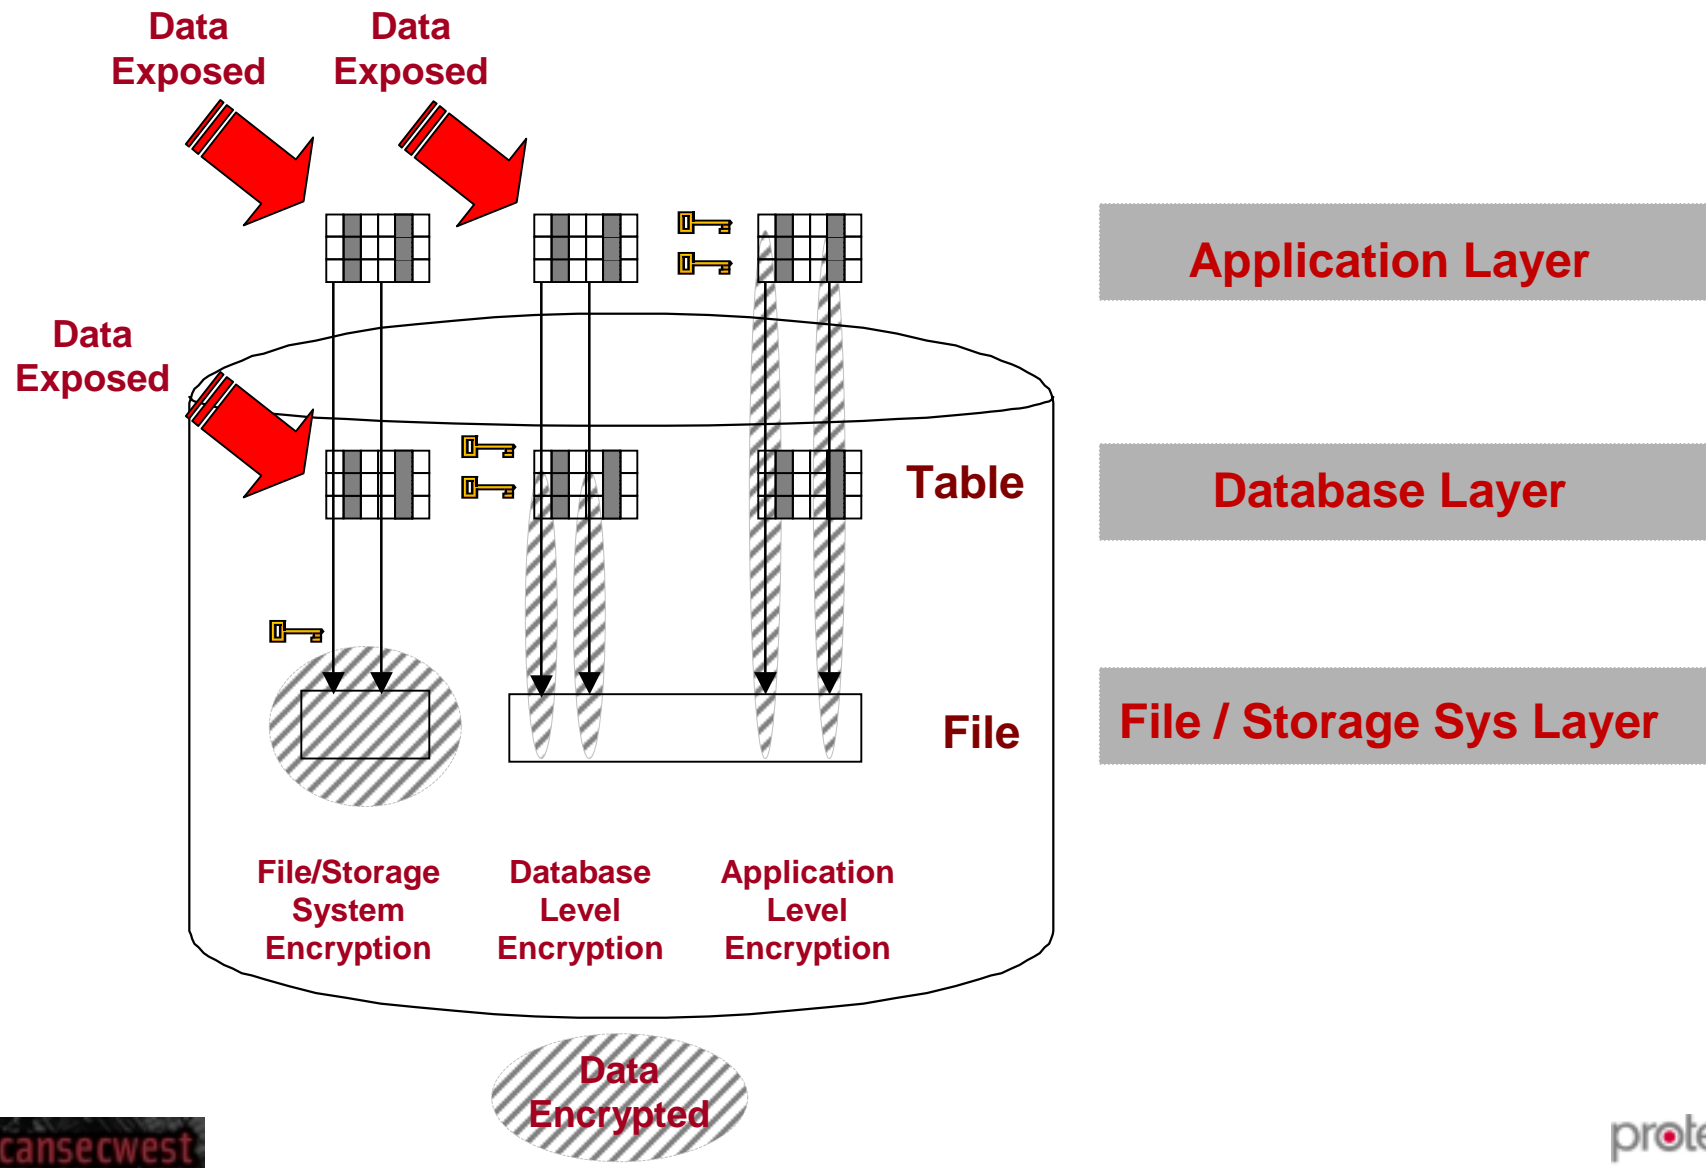 Data
Exposed
Data
Exposed
Application Layer
Data
Exposed
Table
Database Layer
File
File / Storage Sys Layer
File/Storage
System
Encryption
Database
Level
Encryption
Application
Level
Encryption
Data
Encrypted
cansecwest